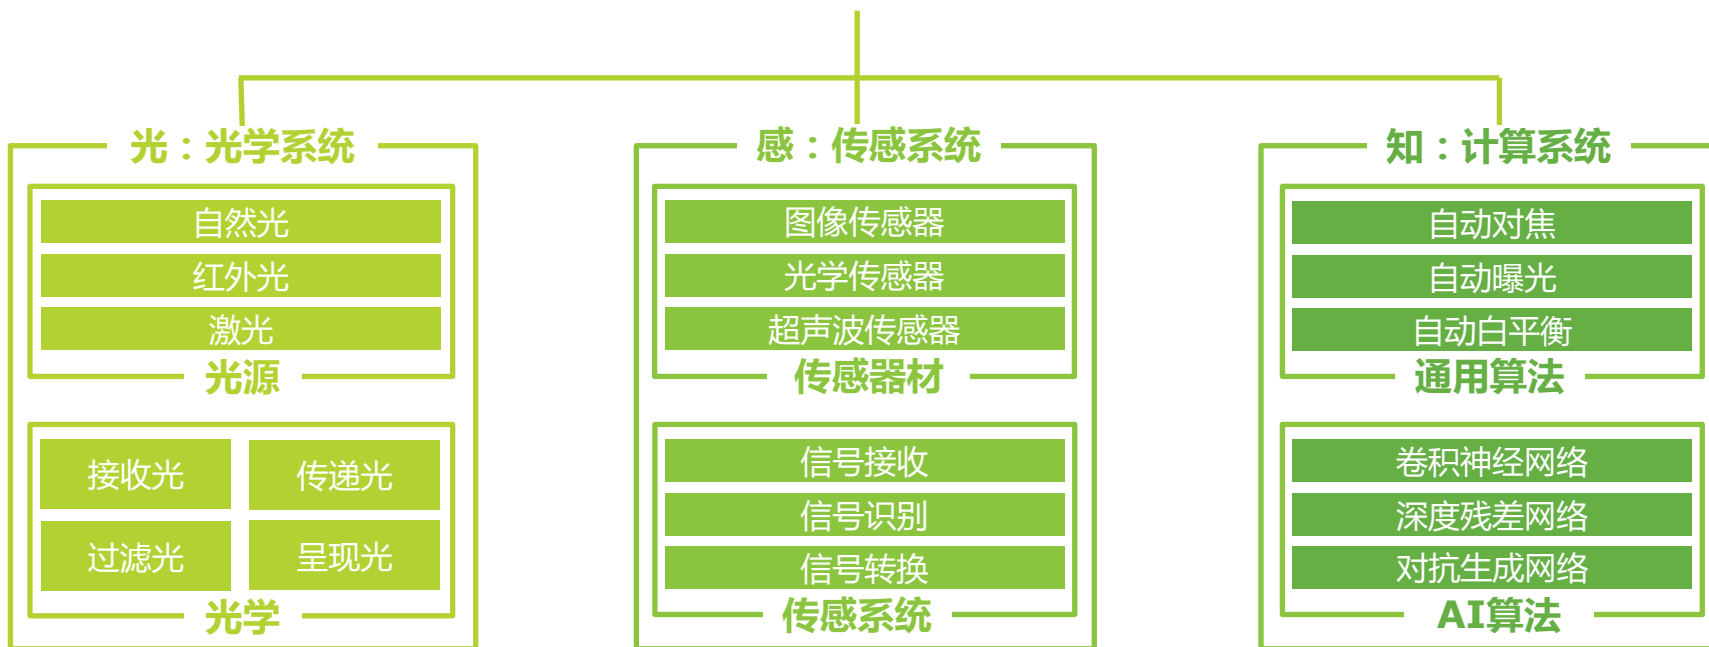 光：光学系统
自然光
红外光
激光
光源
接收光
传递光
过滤光
呈现光
光学
感：传感系统
图像传感器
光学传感器
超声波传感器
传感器材
信号接收
信号识别
信号转换
传感系统
知：计算系统
自动对焦
自动曝光
自动白平衡
通用算法
卷积神经网络
深度残差网络
对抗生成网络
AI算法